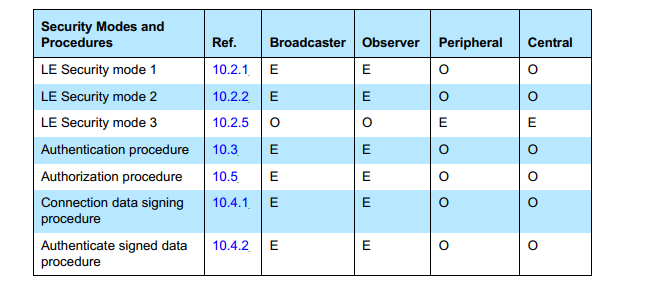 Security Modes and
Procedures Ref. Broadcaster Observer Peripheral Central
LE Security mode 1 10.2.1 E E O O
LE Security mode 2 10.2.2 E E O O
LE Security mode 3 10.2.5 O O E E
Authentication procedure 10.3 E E O O
Authorization procedure 10.5 E E O O
Connection data signing 10.4.1 E E O O
procedure
Authenticate signed data 10.4.2 E E O O
procedure